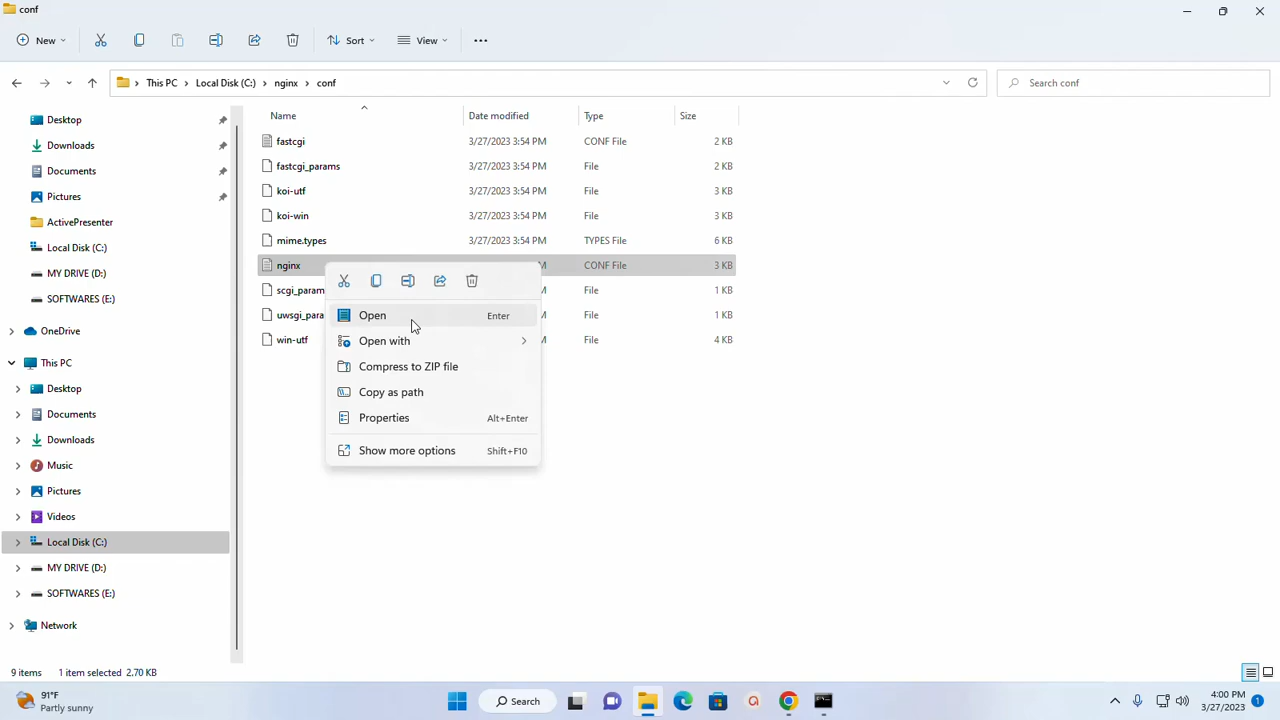 conf
New
Sort
View
This PC > Local Disk (C:) > nginx > conf
Search conf
Name Date modified Type Size
Desktop
Downloads
Documents
Pictures
ActivePresenter
Local Disk (C:)
MY DRIVE (D:)
SOFTWARES (E:)
OneDrive
This PC
Desktop
Documents
Downloads
Music
Pictures
Videos
Local Disk (C:)
MY DRIVE (D:)
SOFTWARES (E:)
Network
fastcgi 3/27/2023 3:54 PM CONF File 2 KB
fastcgi_params 3/27/2023 3:54 PM File 2 KB
koi-utf 3/27/2023 3:54 PM File 3 KB
koi-win 3/27/2023 3:54 PM File 3 KB
mime.types 3/27/2023 3:54 PM TYPES File 6 KB
nginx M CONF File 3 KB
scgi_param M File 1 KB
uwsgi_para M File 1 KB
win-utf M File 4 KB
Open Enter
Open with
Compress to ZIP file
Copy as path
Properties Alt+Enter
Show more options Shift+F10
9 items 1 item selected 2.70 KB
91°F
Partly sunny
Search
4:00 PM
3/27/2023
1